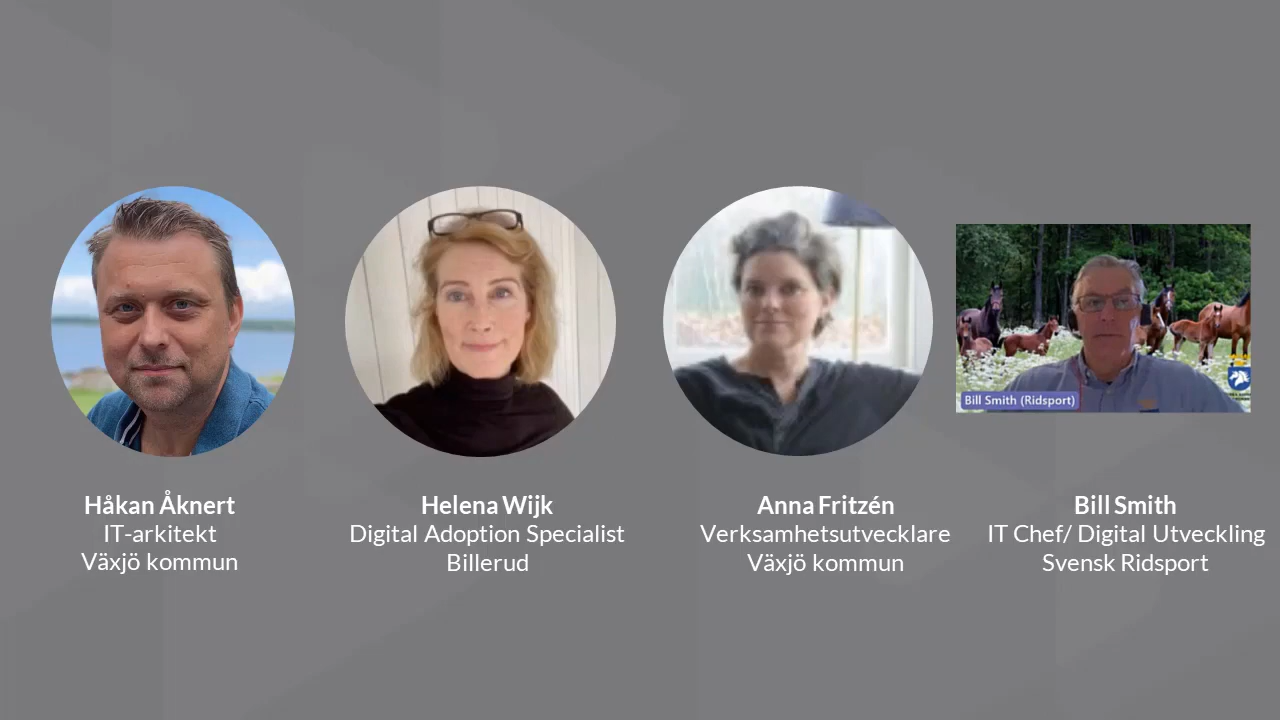 Bill Smith (Ridsport)
Håkan Åknert
IT-arkitekt
Växjö kommun
Helena Wijk
Digital Adoption Specialist
Billerud
Anna Fritzén
Verksamhetsutvecklare
Växjö kommun
Bill Smith
IT Chef/ Digital Utveckling
Svensk Ridsport